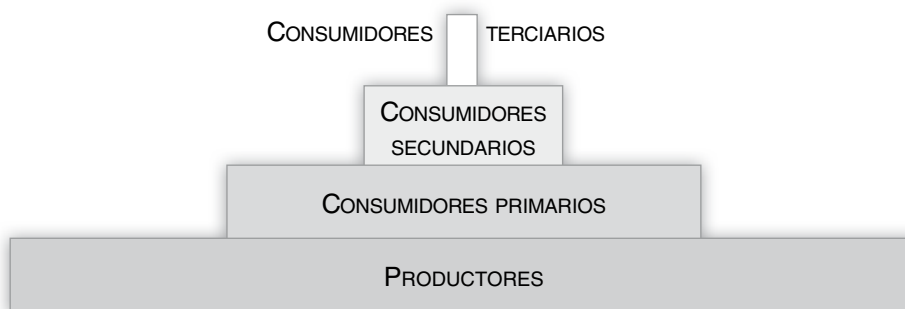 Consumidores terciarios
Consumidores
secundarios
Consumidores primarios
Productores